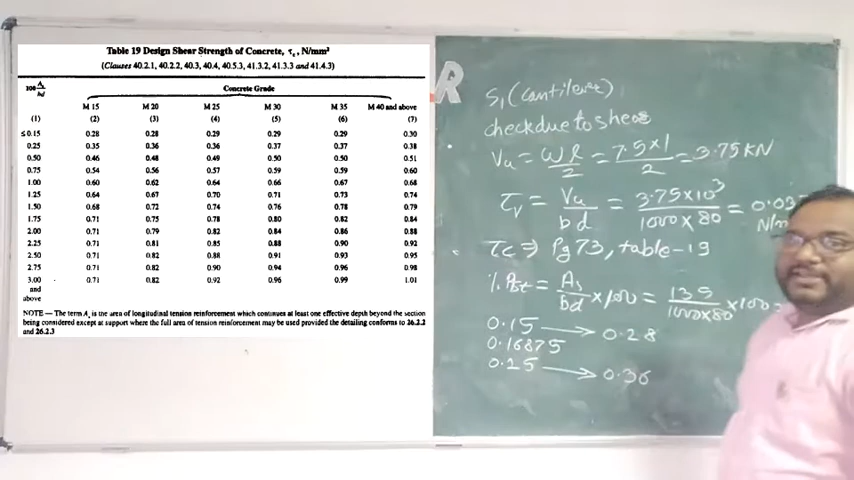 Table 19 Design Shear Strength of Concrete, τc, N/mm²
(Clauses 40.2.1, 40.2.2, 40.3, 40.4, 40.5.3, 41.3.2, 41.3.3 and 41.4.3)
100 As/bd Concrete Grade
M 15 M 20 M 25 M 30 M 35 M 40 and above
(1) (2) (3) (4) (5) (6) (7)
≤0.15 0.28 0.28 0.29 0.29 0.29 0.30
0.25 0.35 0.36 0.36 0.37 0.37 0.38
0.50 0.46 0.48 0.49 0.50 0.50 0.51
0.75 0.54 0.56 0.57 0.59 0.59 0.60
1.00 0.60 0.62 0.64 0.66 0.67 0.68
1.25 0.64 0.67 0.70 0.71 0.73 0.74
1.50 0.68 0.72 0.74 0.76 0.78 0.79
1.75 0.71 0.75 0.78 0.80 0.82 0.84
2.00 0.71 0.79 0.82 0.84 0.86 0.88
2.25 0.71 0.81 0.85 0.88 0.90 0.92
2.50 0.71 0.82 0.88 0.91 0.93 0.95
2.75 0.71 0.82 0.90 0.94 0.96 0.98
3.00 0.71 0.82 0.92 0.96 0.99 1.01
and
above
NOTE — The term As is the area of longitudinal tension reinforcement which continues at least one effective depth beyond the section
being considered except at support where the full area of tension reinforcement may be used provided the detailing conforms to 26.2.2
and 26.2.3
R
S1 (cantilever)
check due to shear
Vu = ωl/2 = 7.5×1/2 = 3.75 KN
τv = Vu/bd = 3.75×10³/1000×80 =
τc ⇒ Pg 73, table-19
% Pst = As/bd ×100 = 135/1000×80 ×100 =
0.15 → 0.28
0.16875
0.25 → 0.36